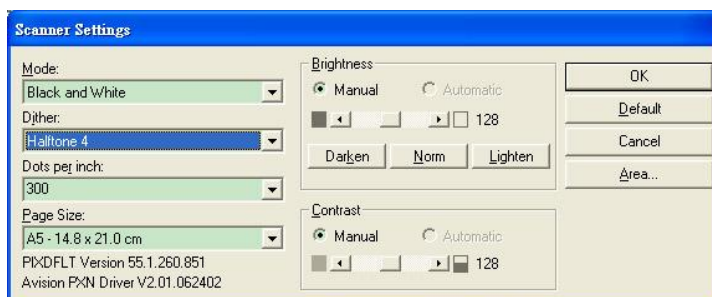 Scanner Settings
Mode:
Black and White
Dither:
Halftone 4
Dots per inch:
300
Page Size:
A5 - 14.8 x 21.0 cm
PIXDFLT Version 55.1.260.851
Avision PXN Driver V2.01.062402
Brightness
Manual Automatic
128
Darken Norm Lighten
Contrast
Manual Automatic
128
OK
Default
Cancel
Area...